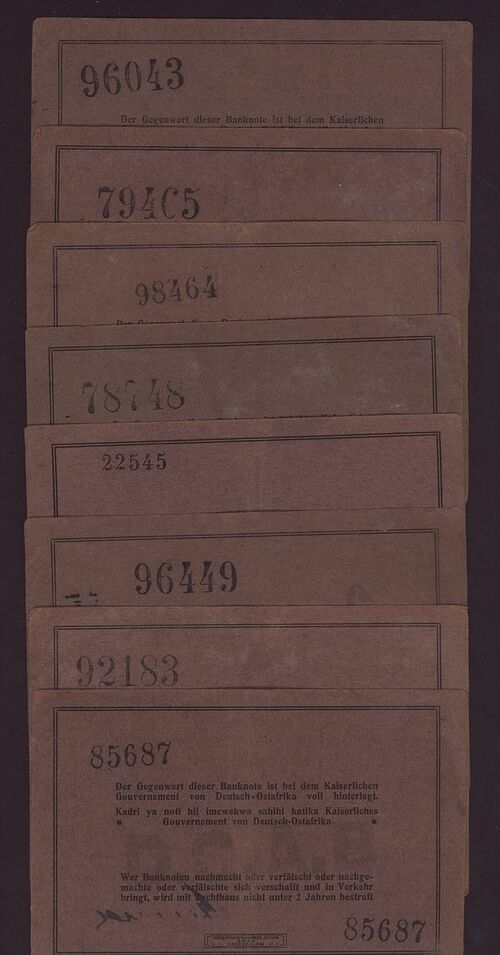 96043
Der Gegenwert dieser Banknote ist bei dem Kaiserlichen
794C5
98464
78748
22545
96449
92183
85687
Der Gegenwert dieser Banknote ist bei dem Kaiserlichen
Gouvernement von Deutsch-Ostafrika voll hinterlegt.
Kadri ya noti hii imewekwa sahihi katika Kaiserliches
Gouvernement von Deutsch-Ostafrika
Wer Banknoten nachmacht oder verfälscht oder nachge-
machte oder verfälschte sich verschafft und in Verkehr
bringt, wird mit Zuchthaus nicht unter 2 Jahren bestraft
85687